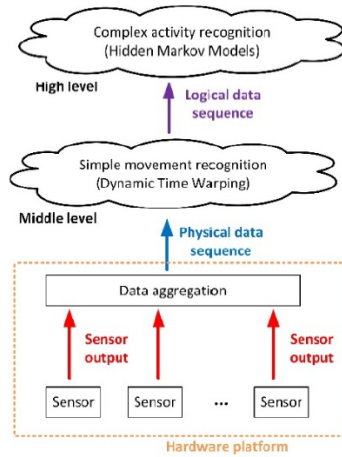 Complex activity recognition
(Hidden Markov Models)
High level
Logical data
sequence
Simple movement recognition
(Dynamic Time Warping)
Middle level
Physical data
sequence
Data aggregation
Sensor
output
Sensor
output
Sensor
Sensor
...
Sensor
Hardware platform